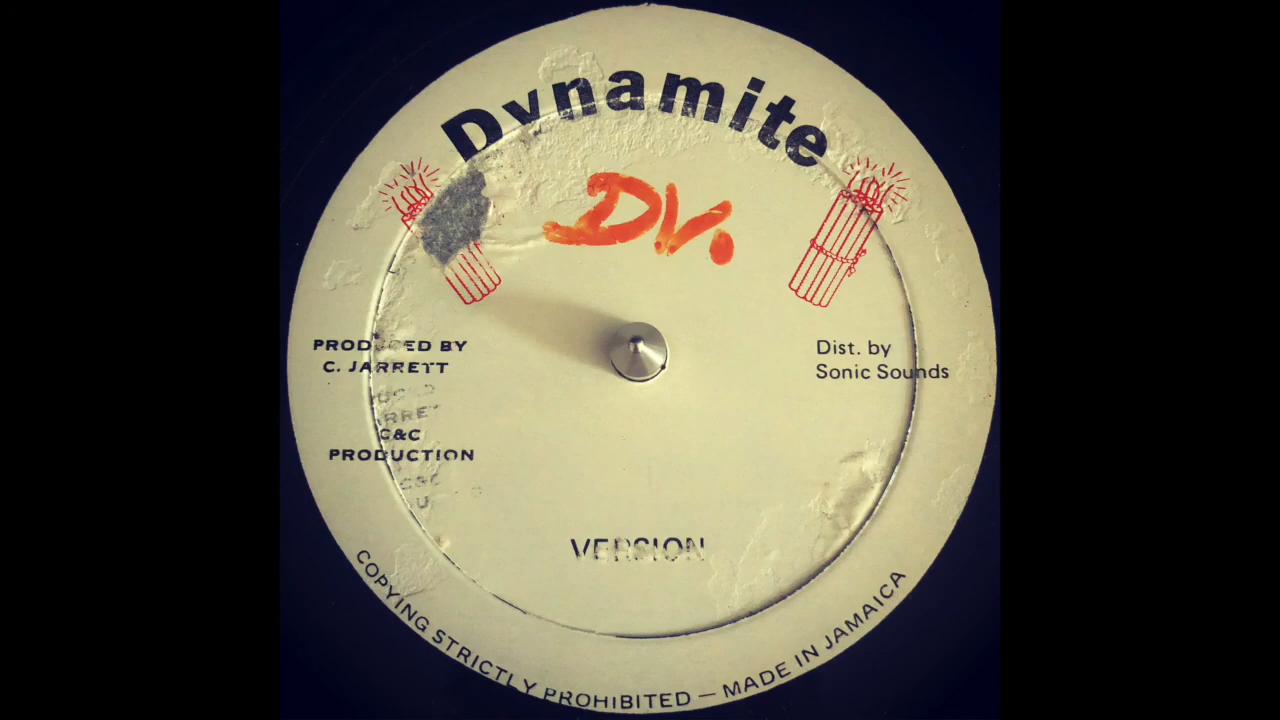 Dynamite
DV.
PRODUCED BY
C. JARRETT
Dist. by
Sonic Sounds
C&C
PRODUCTION
VERSION
COPYING STRICTLY PROHIBITED — MADE IN JAMAICA